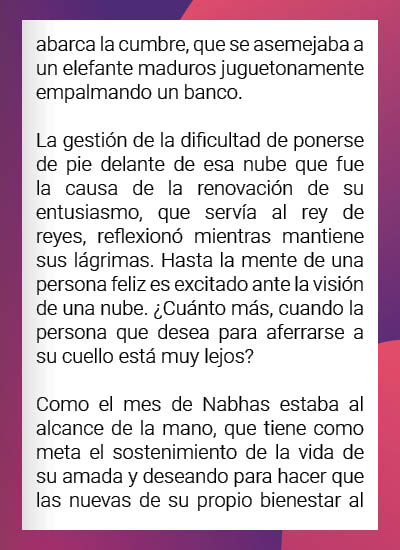 abarca la cumbre, que se asemejaba a
un elefante maduros juguetonamente
empalmando un banco.
La gestión de la dificultad de ponerse
de pie delante de esa nube que fue
la causa de la renovación de su
entusiasmo, que servía al rey de
reyes, reflexionó mientras mantiene
sus lágrimas. Hasta la mente de una
persona feliz es excitado ante la visión
de una nube. ¿Cuánto más, cuando la
persona que desea para aferrarse a
su cuello está muy lejos?
Como el mes de Nabhas estaba al
alcance de la mano, que tiene como
meta el sostenimiento de la vida de
su amada y deseando para hacer que
las nuevas de su propio bienestar al